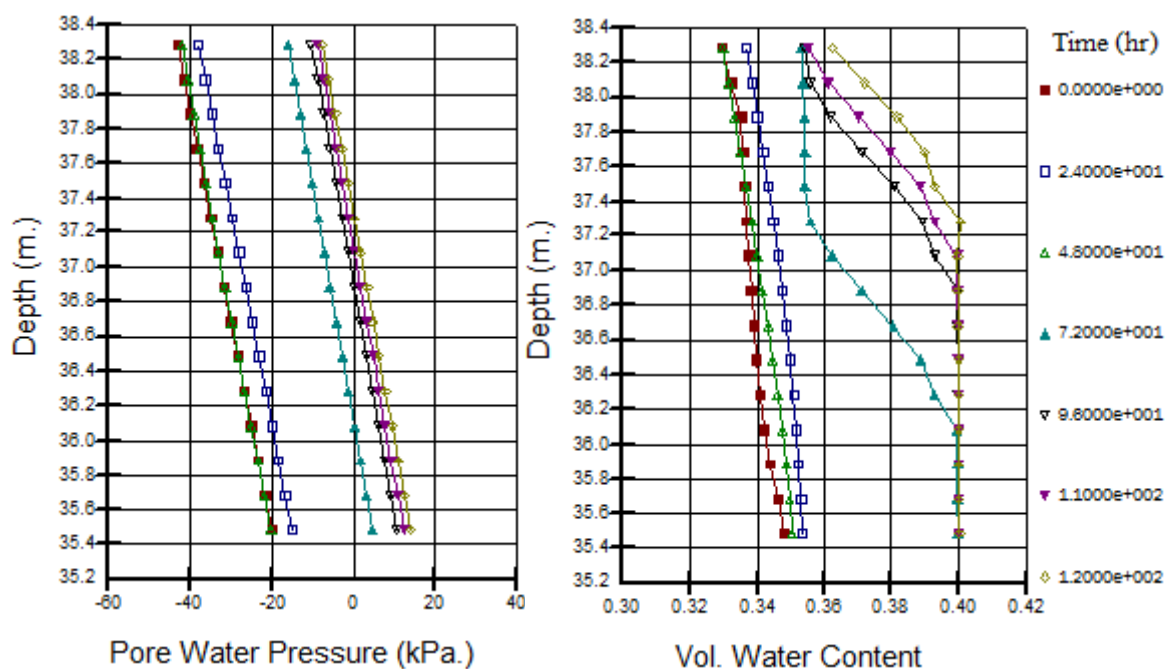 38.4
38.2
38.0
37.8
37.6
37.4
37.2
37.0
36.8
36.6
36.4
36.2
36.0
35.8
35.6
35.4
35.2
Depth (m.)
-60 -40 -20 0 20 40
Pore Water Pressure (kPa.)
38.4
38.2
38.0
37.8
37.6
37.4
37.2
37.0
36.8
36.6
36.4
36.2
36.0
35.8
35.6
35.4
35.2
Depth (m.)
0.30 0.32 0.34 0.36 0.38 0.40 0.42
Vol. Water Content
Time (hr)
0.0000e+000
2.4000e+001
4.8000e+001
7.2000e+001
9.6000e+001
1.1000e+002
1.2000e+002